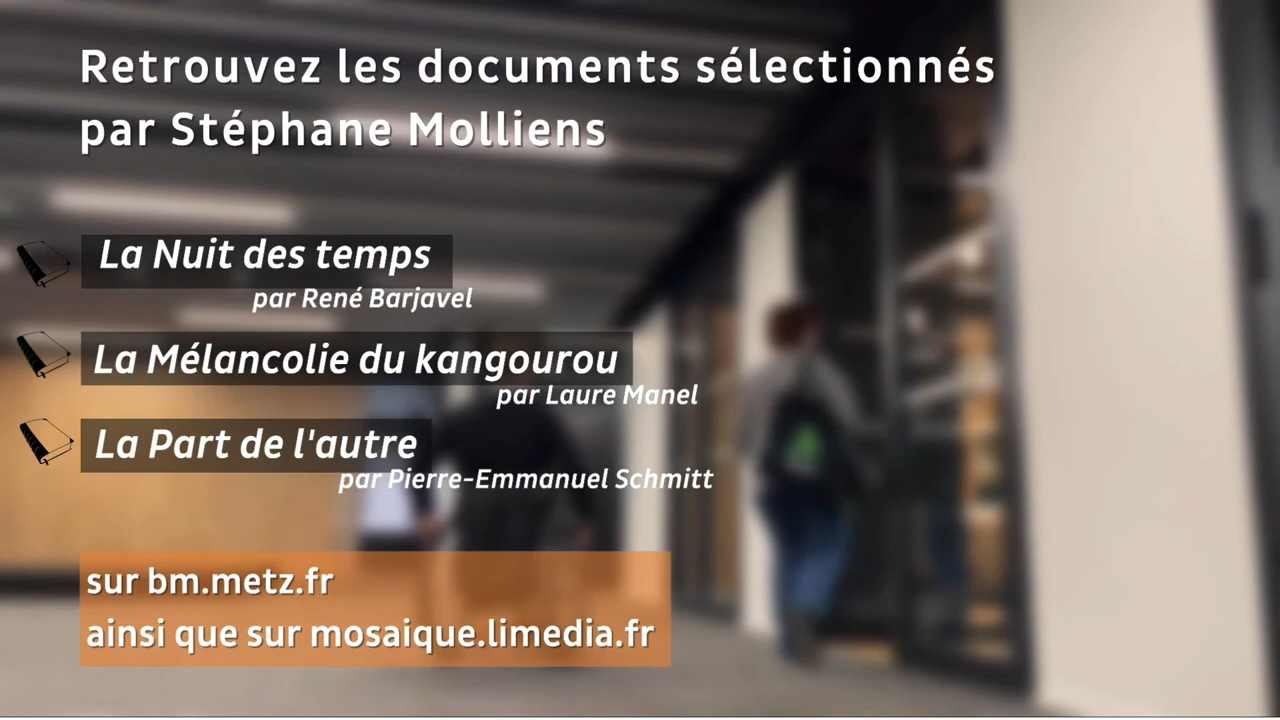 Retrouvez les documents sélectionnés
par Stéphane Molliens
La Nuit des temps
par René Barjavel
La Mélancolie du kangourou
par Laure Manel
La Part de l'autre
par Pierre-Emmanuel Schmitt
sur bm.metz.fr
ainsi que sur mosaique.limedia.fr